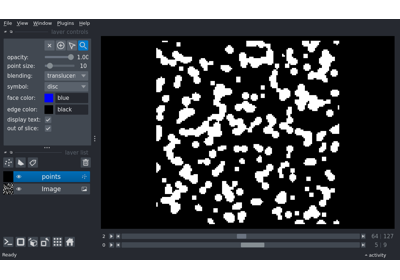 File View Window Plugins Help
layer controls
opacity: 1.00
point size: 10
blending: translucen
symbol: disc
face color: blue
edge color: black
display text:
out of slice:
layer list
points
Image
2 64 127
0 5 9
Ready activity